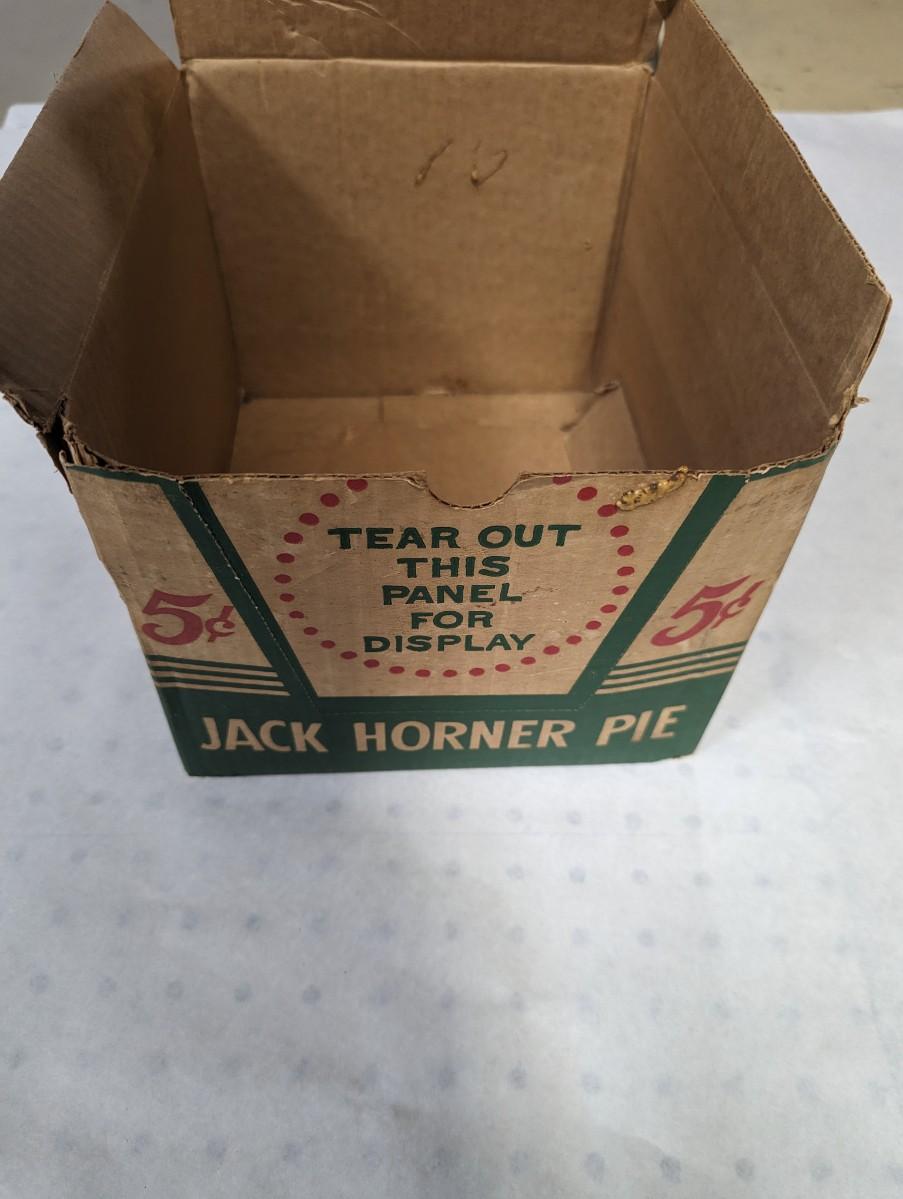 TEAR OUT
THIS
PANEL
FOR
DISPLAY
5¢
5¢
JACK HORNER PIE